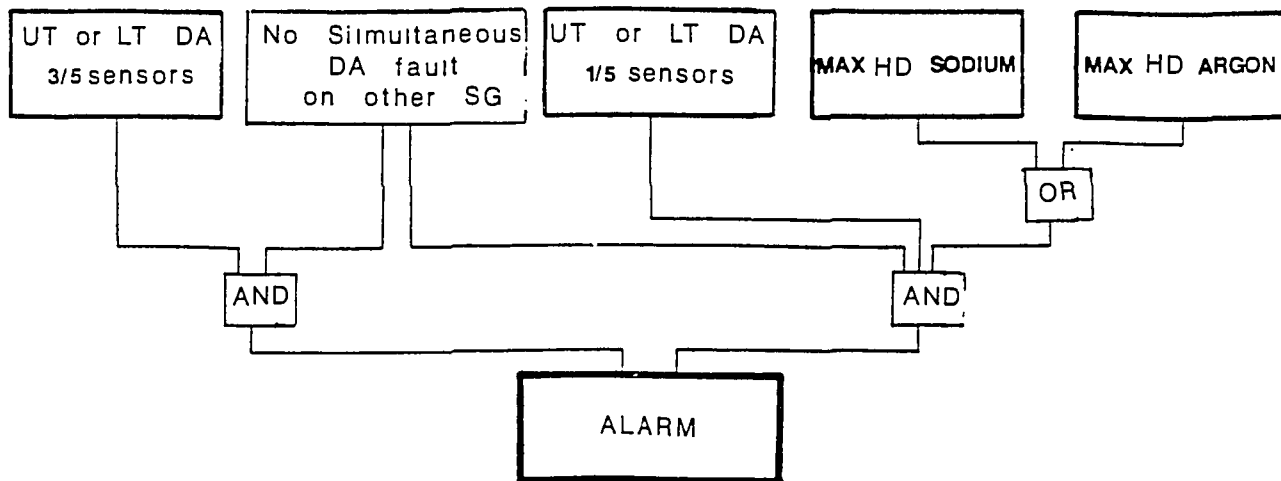 UT or LT DA
3/5 sensors
No Silmultaneous
DA fault
on other SG
UT or LT DA
1/5 sensors
MAX HD SODIUM
MAX HD ARGON
OR
AND
AND
ALARM